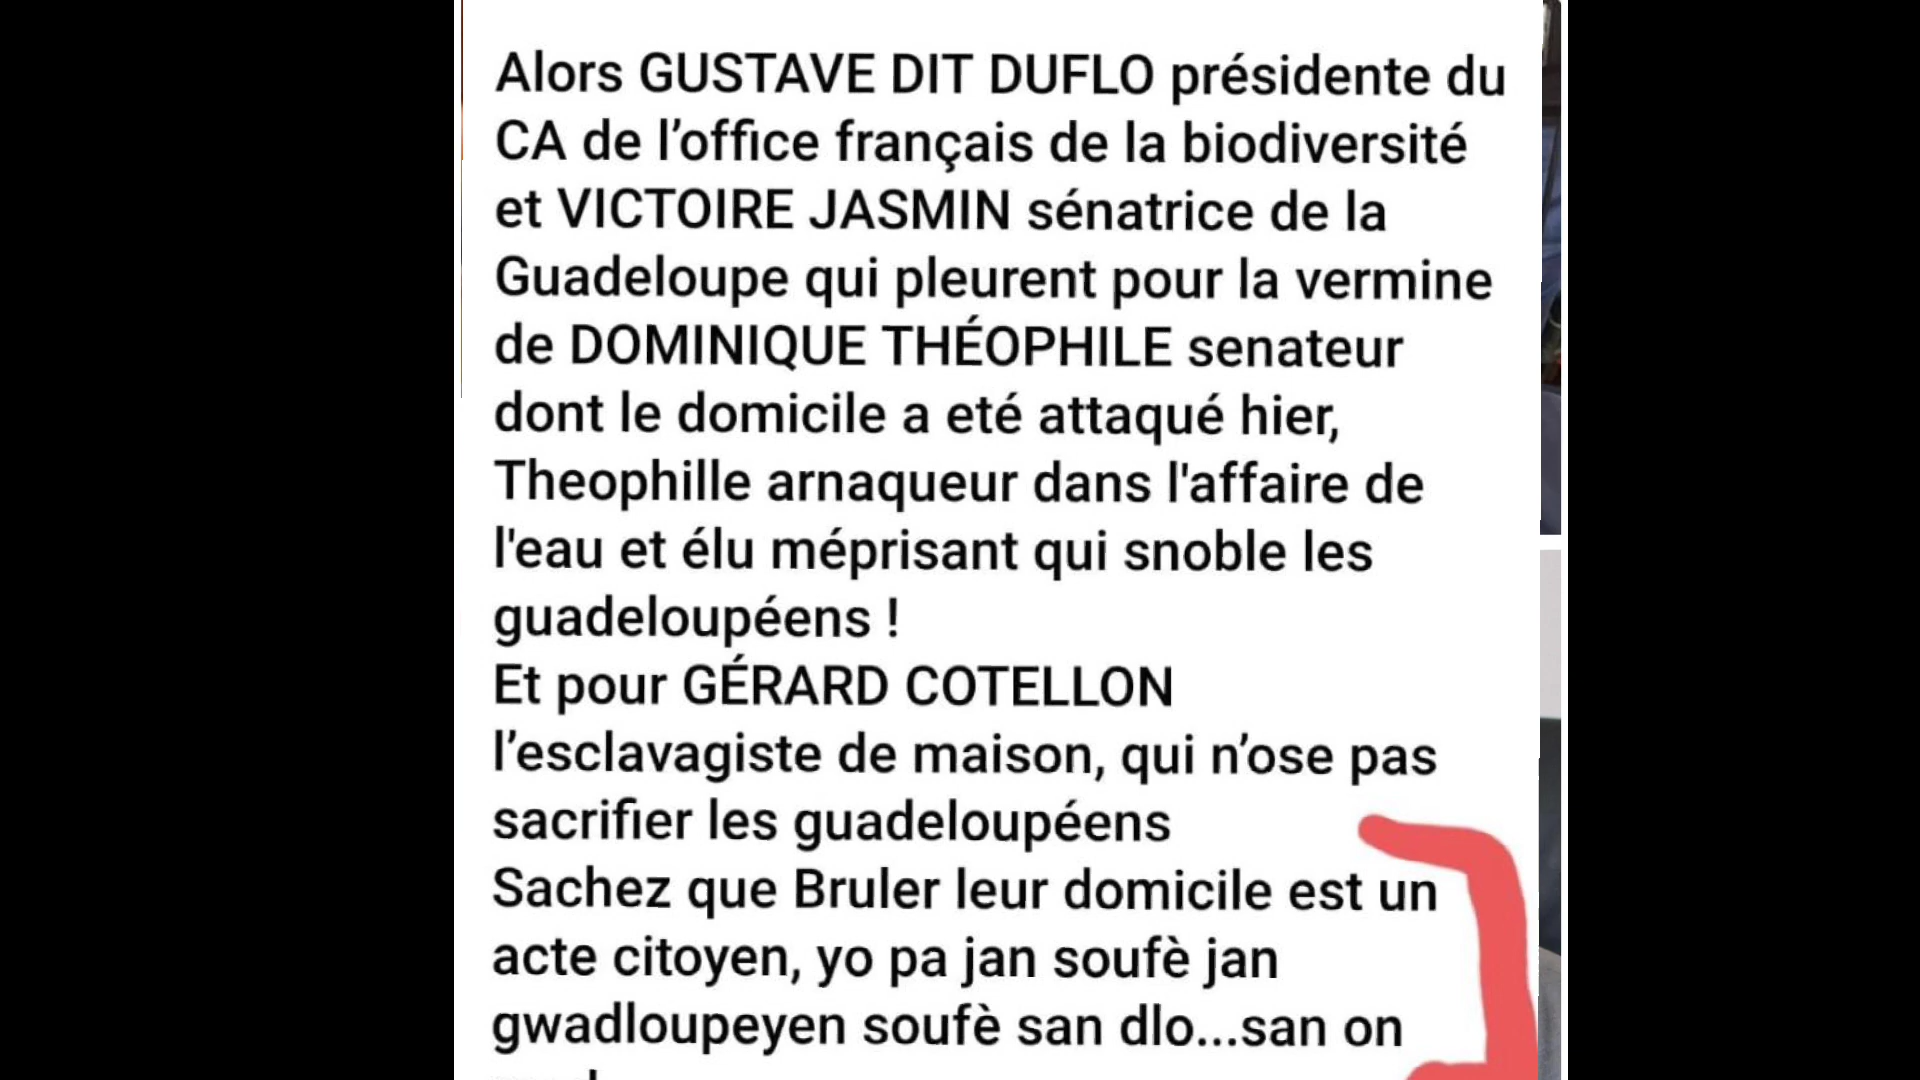 Alors GUSTAVE DIT DUFLO présidente du
CA de l’office français de la biodiversité
et VICTOIRE JASMIN sénatrice de la
Guadeloupe qui pleurent pour la vermine
de DOMINIQUE THÉOPHILE senateur
dont le domicile a eté attaqué hier,
Theophille arnaqueur dans l'affaire de
l'eau et élu méprisant qui snoble les
guadeloupéens !
Et pour GÉRARD COTELLON
l’esclavagiste de maison, qui n’ose pas
sacrifier les guadeloupéens
Sachez que Bruler leur domicile est un
acte citoyen, yo pa jan soufè jan
gwadloupeyen soufè san dlo...san on